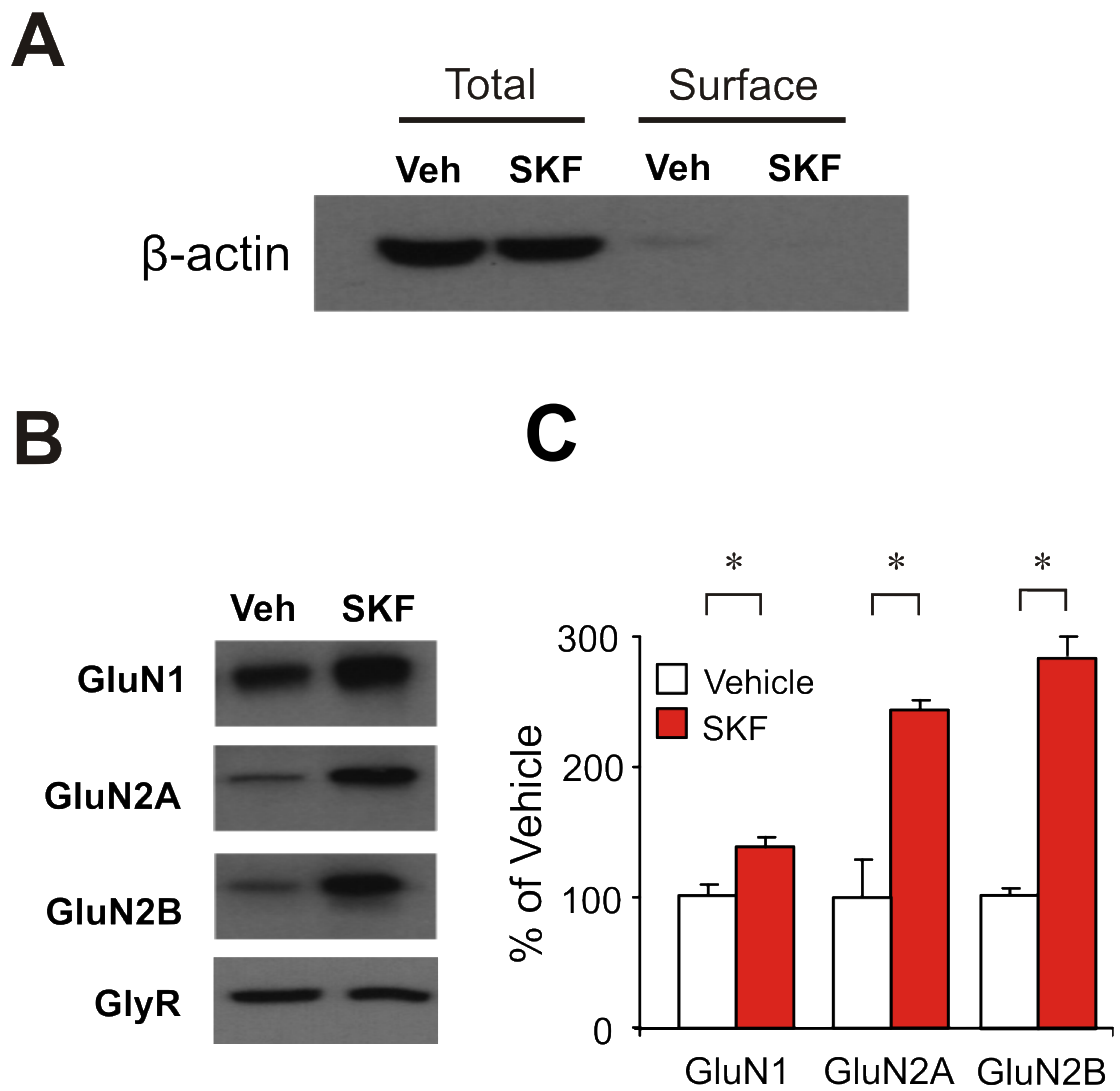 A
Total Surface
Veh SKF Veh SKF
β-actin
B
C
Veh SKF
GluN1
GluN2A
GluN2B
GlyR
* * *
% of Vehicle
300
200
100
0
Vehicle
SKF
GluN1 GluN2A GluN2B